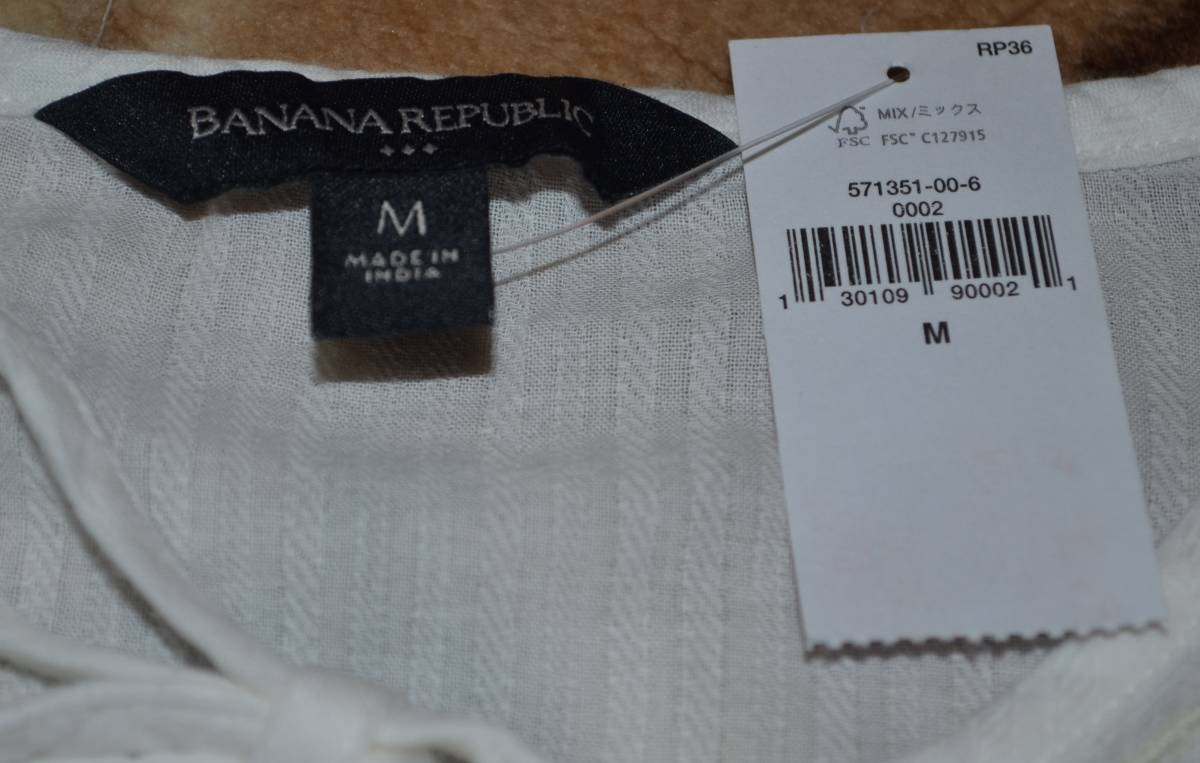 BANANA REPUBLIC
M
MADE IN
INDIA
RP36
MIX/ミックス
FSC FSC™ C127915
571351-00-6
0002
1 30109 90002 1
M